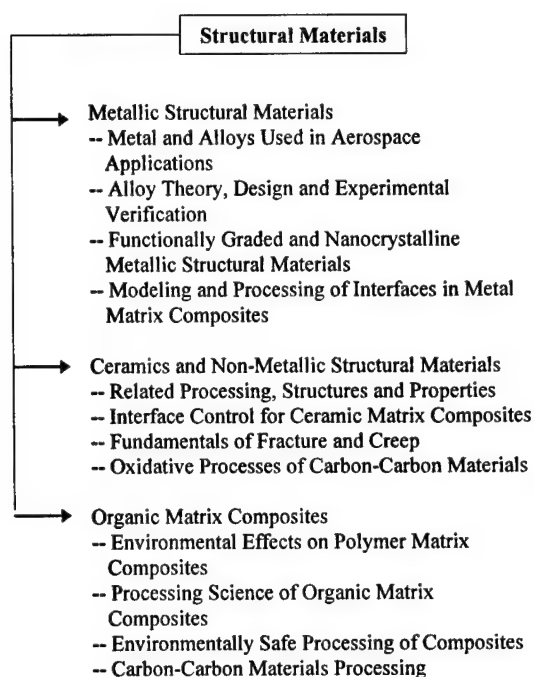 Structural Materials
Metallic Structural Materials
-- Metal and Alloys Used in Aerospace
Applications
-- Alloy Theory, Design and Experimental
Verification
-- Functionally Graded and Nanocrystalline
Metallic Structural Materials
-- Modeling and Processing of Interfaces in Metal
Matrix Composites
Ceramics and Non-Metallic Structural Materials
-- Related Processing, Structures and Properties
-- Interface Control for Ceramic Matrix Composites
-- Fundamentals of Fracture and Creep
-- Oxidative Processes of Carbon-Carbon Materials
Organic Matrix Composites
-- Environmental Effects on Polymer Matrix
Composites
-- Processing Science of Organic Matrix
Composites
-- Environmentally Safe Processing of Composites
-- Carbon-Carbon Materials Processing